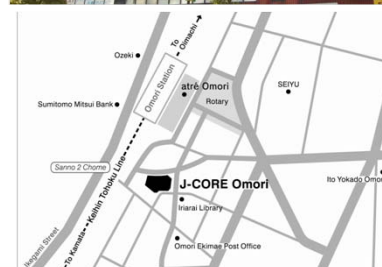 To
Oimachi
Ozeki
Omori Station
atré Omori
Rotary
SEIYU
Sumitomo Mitsui Bank
Sanno 2 Chome
Keihin Tohoku Line
J-CORE Omori
Ito Yokado Omo
Iriarai Library
To Kamata
Ikegami Street
Omori Ekimae Post Office